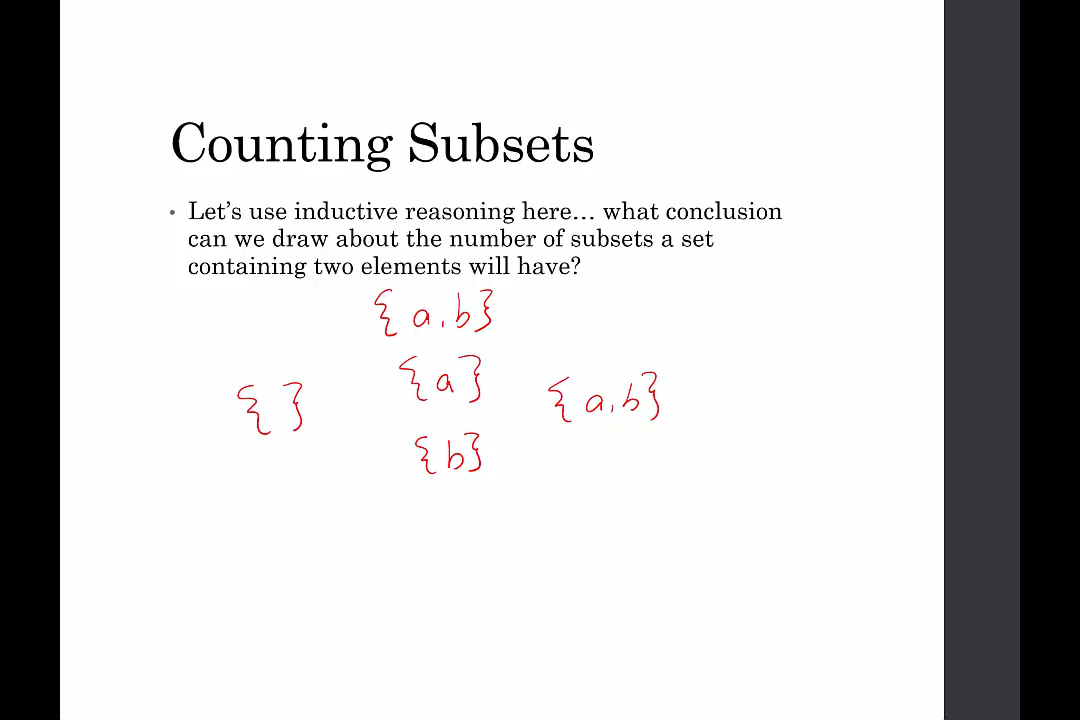 Counting Subsets
• Let's use inductive reasoning here… what conclusion
can we draw about the number of subsets a set
containing two elements will have?
{a,b}
{ } {a} {a,b}
{b}